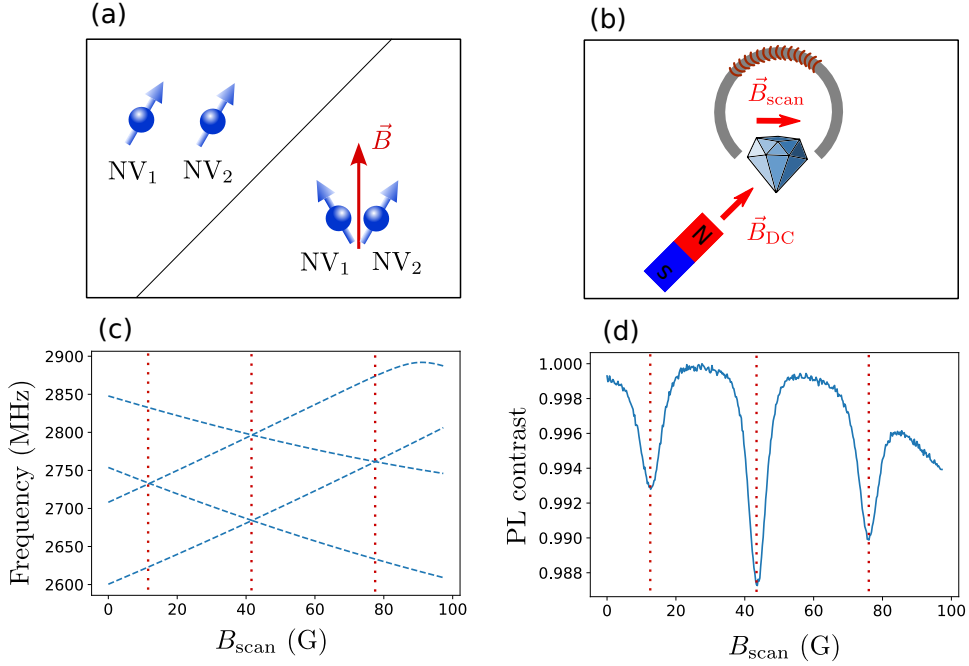 (a)
NV₁ NV₂
B⃗
NV₁ NV₂
(b)
B⃗scan
B⃗DC
N
S
(c)
Frequency (MHz)
2900
2850
2800
2750
2700
2650
2600
0 20 40 60 80 100
Bscan (G)
(d)
PL contrast
1.000
0.998
0.996
0.994
0.992
0.990
0.988
0 20 40 60 80 100
Bscan (G)